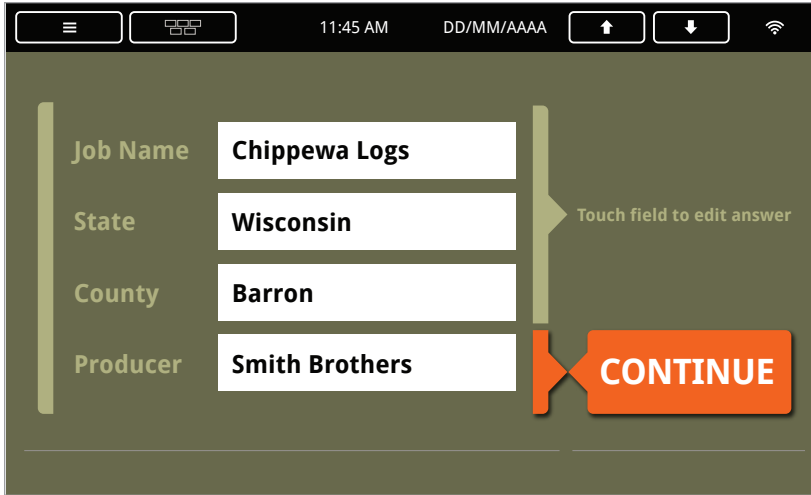 11:45 AM DD/MM/AAAA
Job Name Chippewa Logs
State Wisconsin
Touch field to edit answer
County Barron
Producer Smith Brothers
CONTINUE